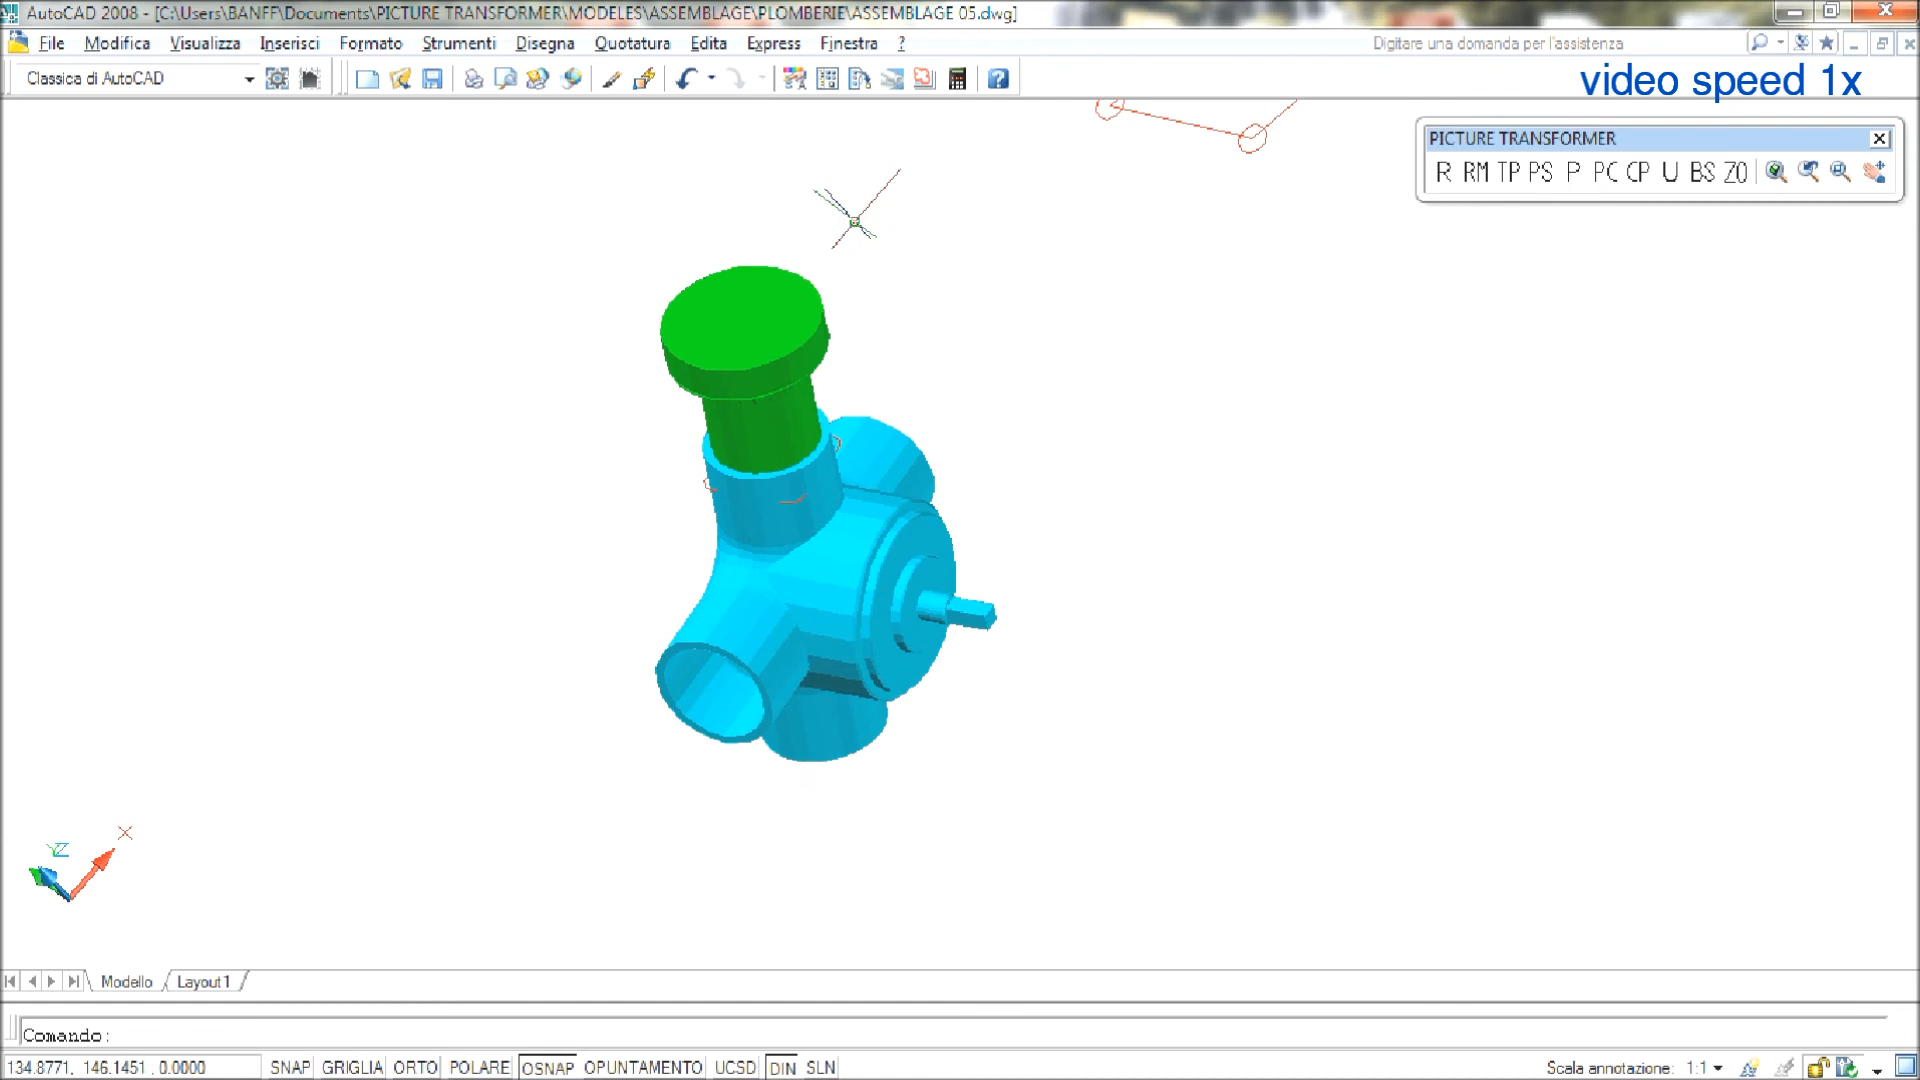 AutoCAD 2008 - [C:\Users\BANFF\Documents\PICTURE TRANSFORMER\MODELES\ASSEMBLAGE\PLOMBERIE\ASSEMBLAGE 05.dwg]
File Modifica Visualizza Inserisci Formato Strumenti Disegna Quotatura Edita Express Finestra ? Digitare una domanda per l'assistenza
Classica di AutoCAD
video speed 1x
PICTURE TRANSFORMER
R RM TP PS P PC CP U BS ZO
X
YZ
Modello Layout1
Comando:
134.8771, 146.1451 , 0.0000 SNAP GRIGLIA ORTO POLARE OSNAP OPUNTAMENTO UCSD DIN SLN Scala annotazione: 1:1